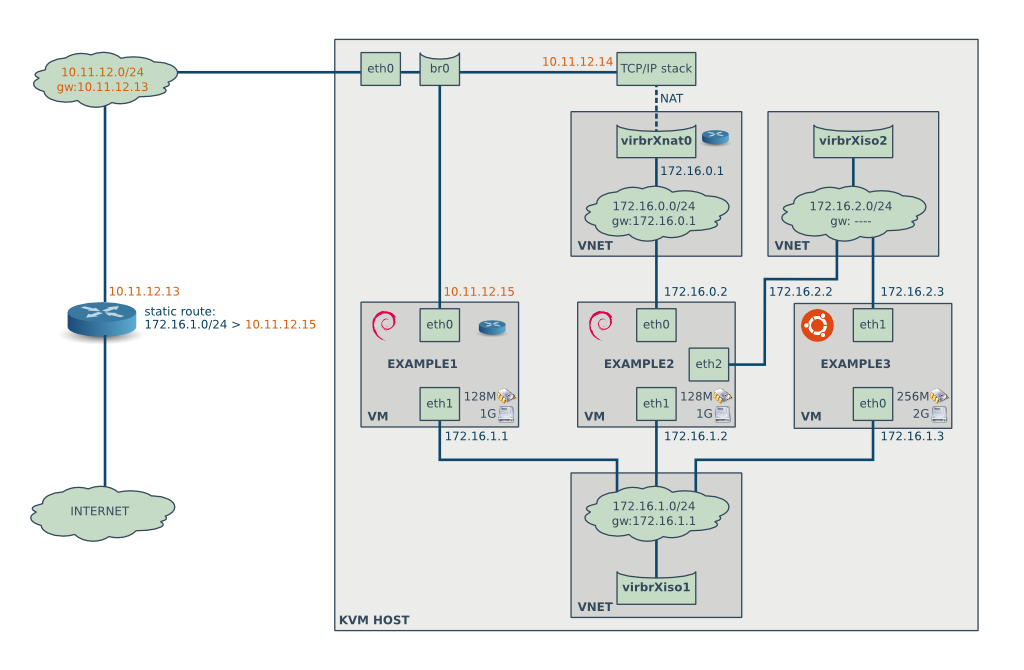 10.11.12.0/24
gw:10.11.12.13
eth0
br0
10.11.12.14
TCP/IP stack
NAT
virbrXnat0
172.16.0.1
172.16.0.0/24
gw:172.16.0.1
VNET
virbrXiso2
172.16.2.0/24
gw: ----
VNET
10.11.12.13
static route:
172.16.1.0/24 > 10.11.12.15
10.11.12.15
eth0
EXAMPLE1
eth1
128M
1G
VM
172.16.1.1
172.16.0.2
eth0
EXAMPLE2
eth2
172.16.2.2
eth1
128M
1G
VM
172.16.1.2
172.16.2.3
eth1
EXAMPLE3
eth0
256M
2G
VM
172.16.1.3
INTERNET
172.16.1.0/24
gw:172.16.1.1
virbrXiso1
VNET
KVM HOST